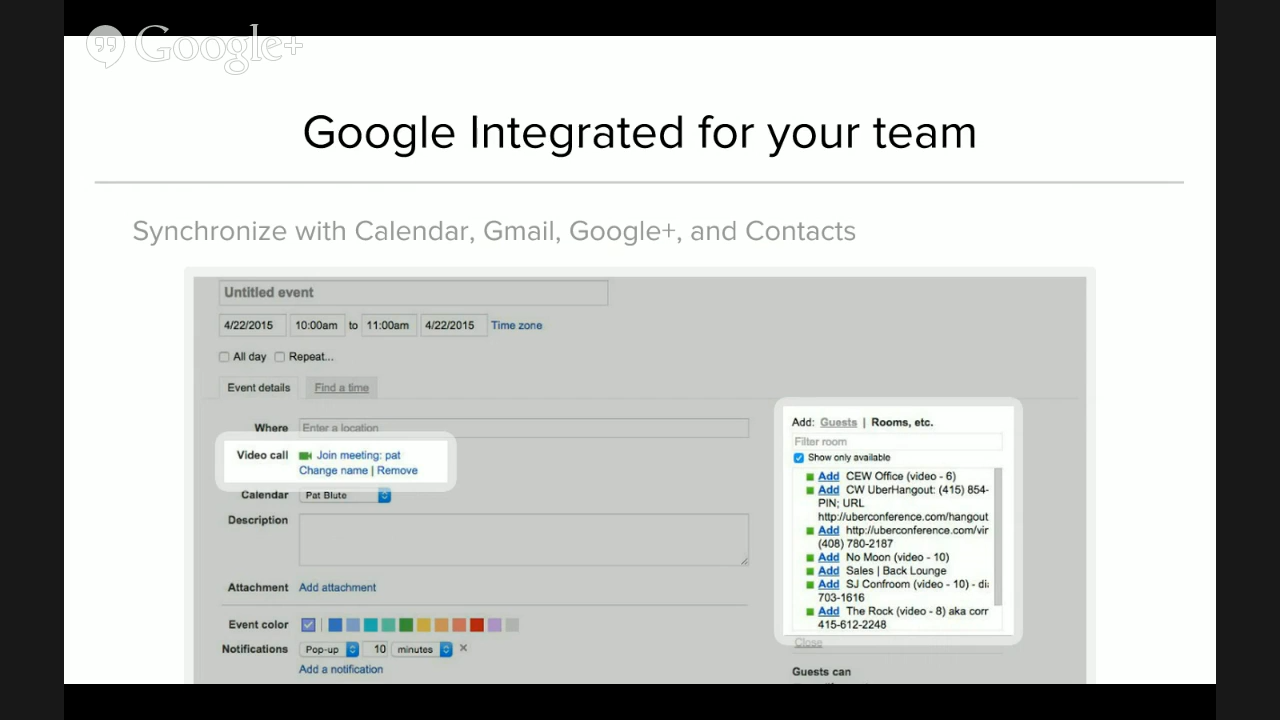 Google+
Google Integrated for your team
Synchronize with Calendar, Gmail, Google+, and Contacts
Untitled event
4/22/2015 10:00am to 11:00am 4/22/2015 Time zone
All day Repeat...
Event details Find a time
Where Enter a location
Video call Join meeting: pat
Change name | Remove
Calendar Pat Blute
Description
Attachment Add attachment
Event color
Notifications Pop-up 10 minutes ×
Add a notification
Add: Guests | Rooms, etc.
Filter room
Show only available
Add CEW Office (video - 6)
Add CW UberHangout: (415) 854-
PIN; URL
http://uberconference.com/hangout
Add http://uberconference.com/vir
(408) 780-2187
Add No Moon (video - 10)
Add Sales | Back Lounge
Add SJ Confroom (video - 10) - di
703-1616
Add The Rock (video - 8) aka corr
415-612-2248
Close
Guests can